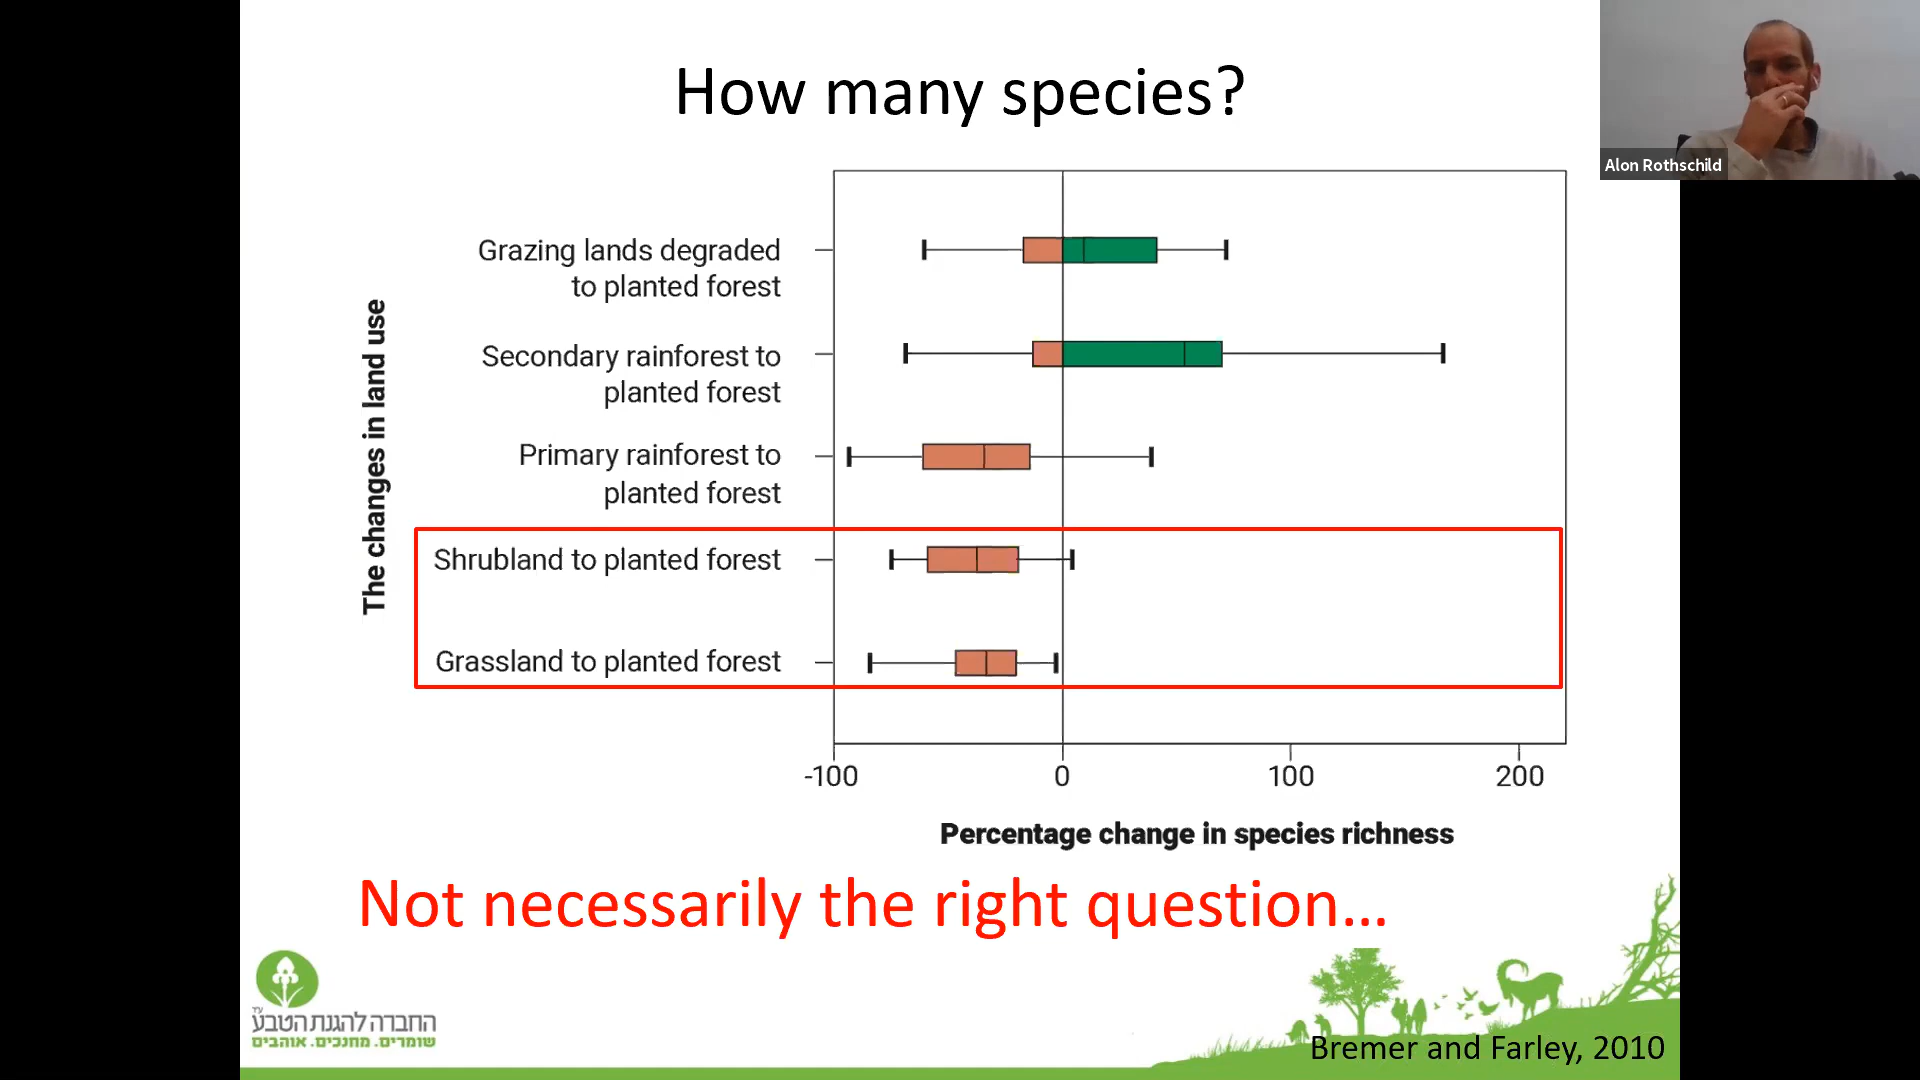 How many species?
Alon Rothschild
The changes in land use
Grazing lands degraded
to planted forest
Secondary rainforest to
planted forest
Primary rainforest to
planted forest
Shrubland to planted forest
Grassland to planted forest
-100 0 100 200
Percentage change in species richness
Not necessarily the right question...
החברה להגנת הטבע
ע״ר
שומרים. מחנכים. אוהבים.
Bremer and Farley, 2010